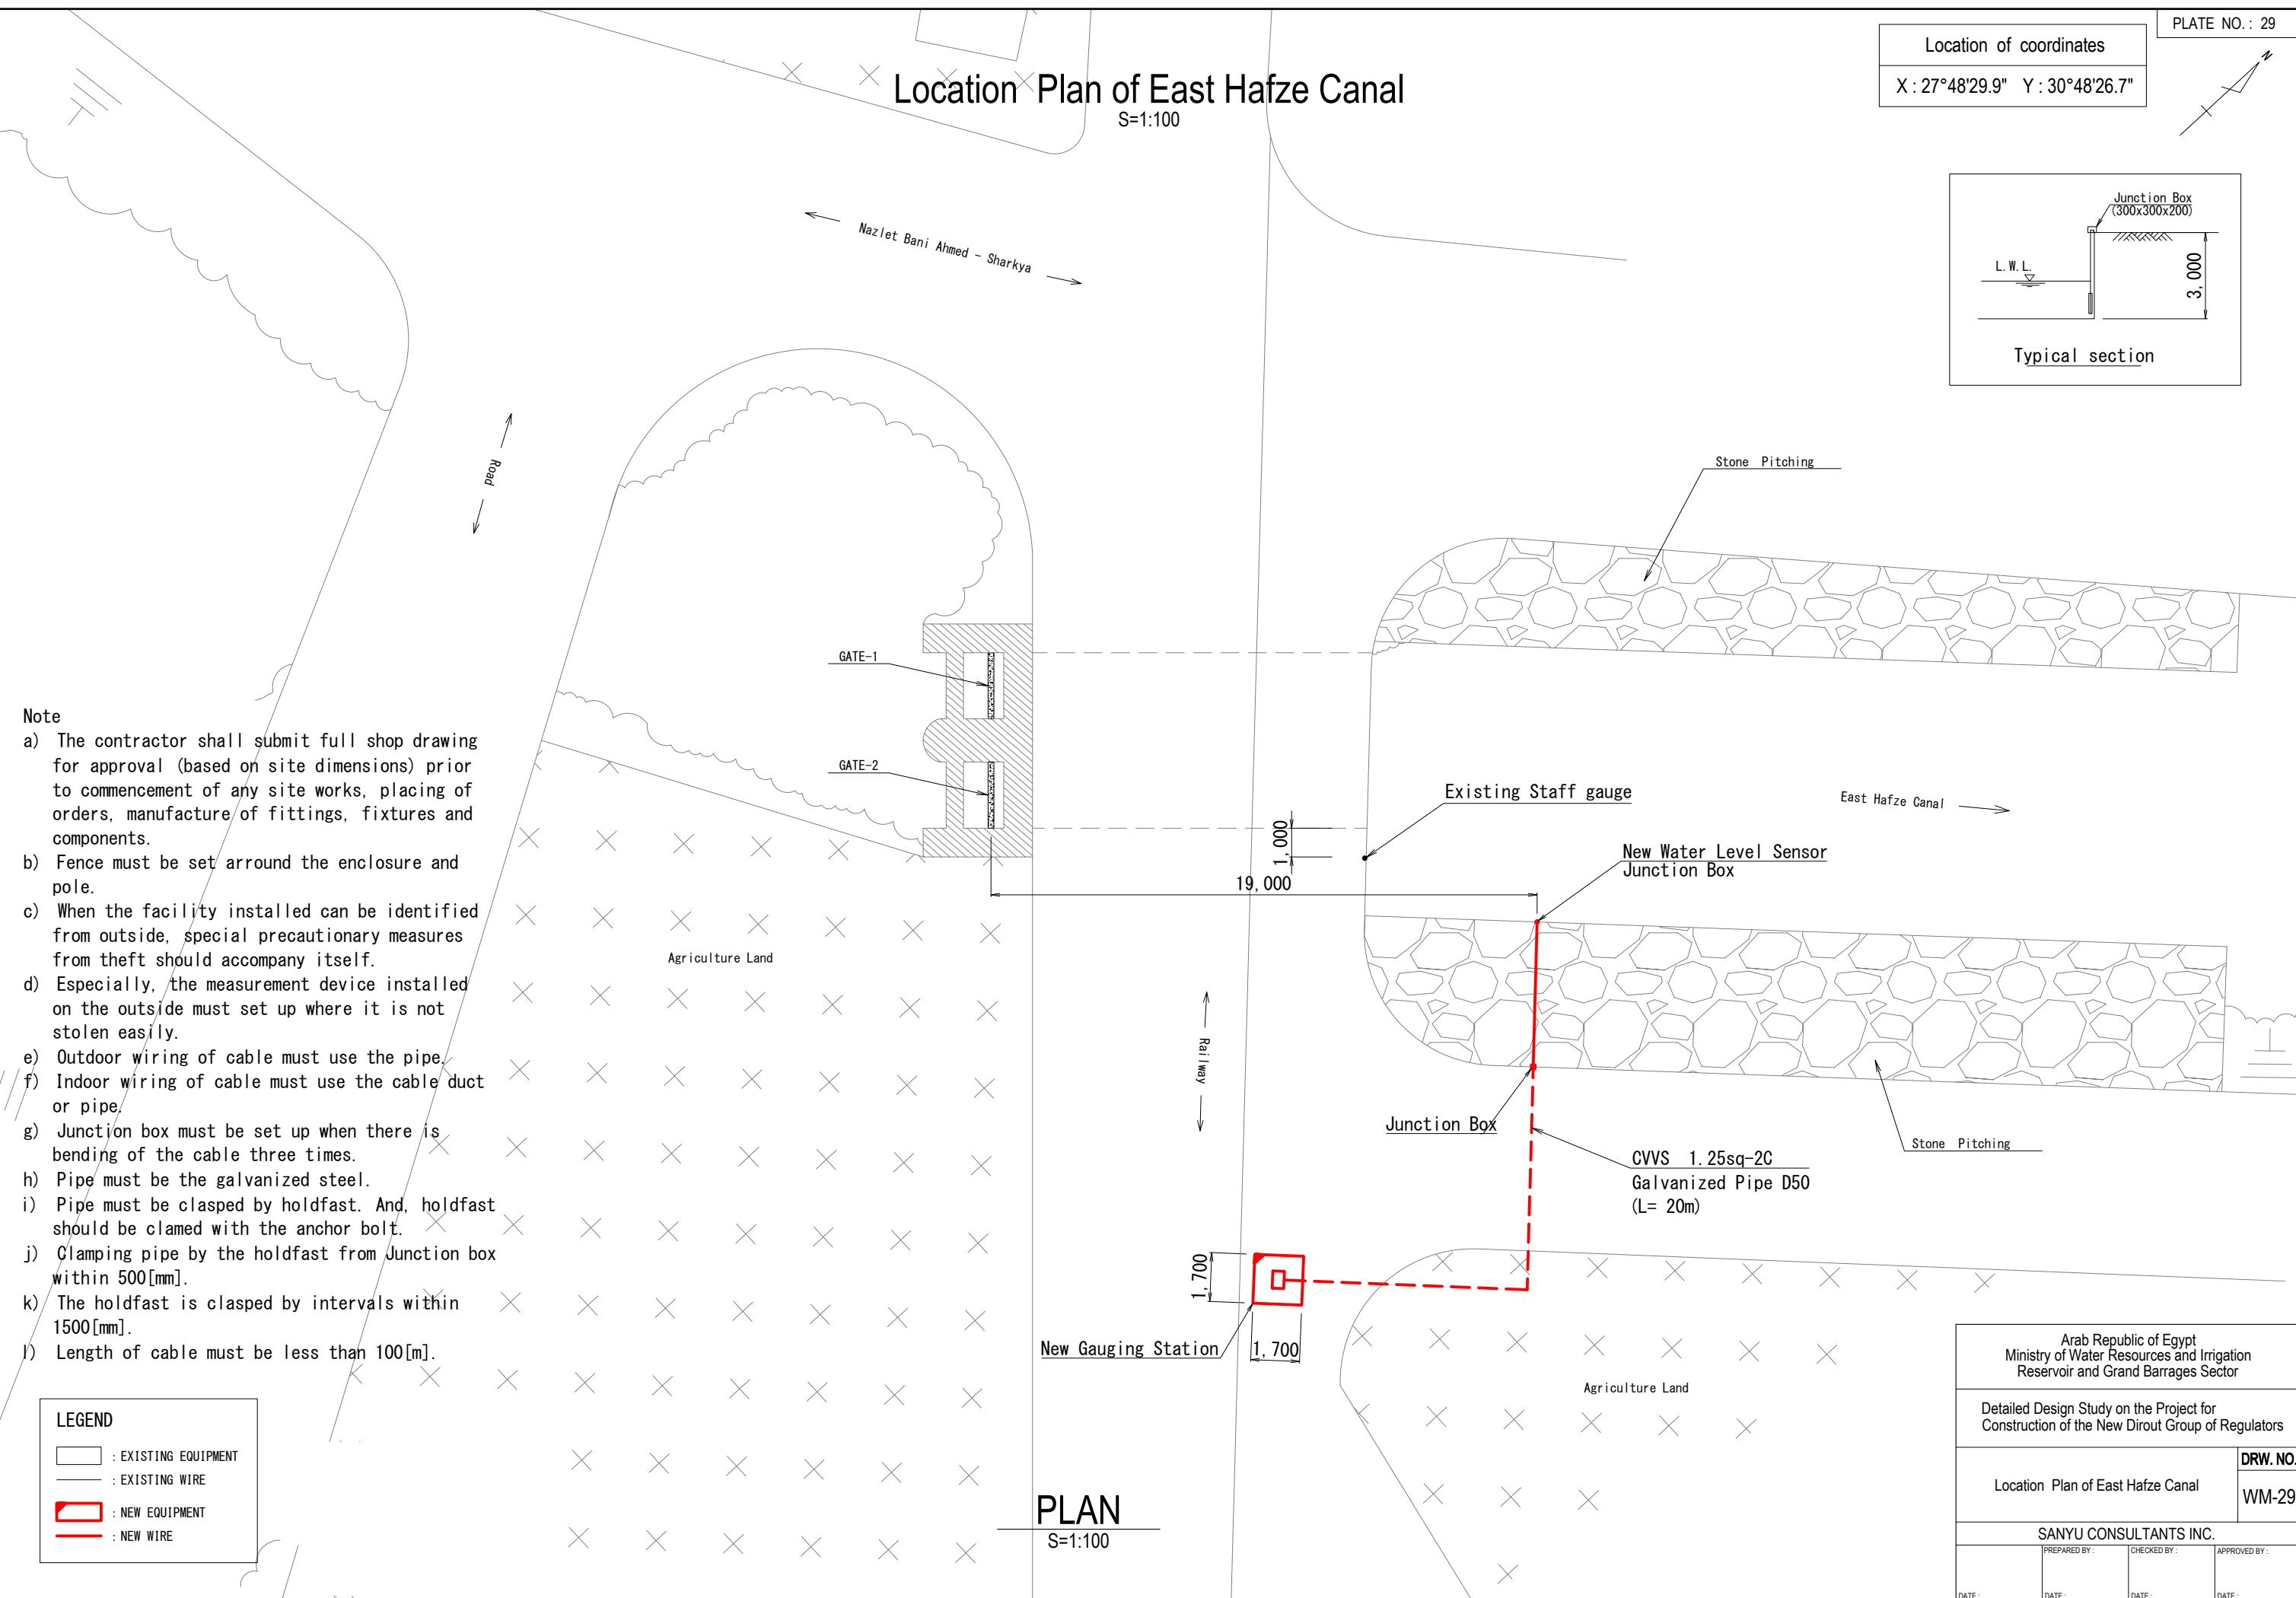 PLATE NO. : 29
Location of coordinates
X : 27°48'29.9" Y : 30°48'26.7"
N
Location Plan of East Hafze Canal
S=1:100
Junction Box
(300x300x200)
L.W.L.
3,000
Typical section
Nazlet Bani Ahmed - Sharkya
Road
Stone Pitching
GATE-1
GATE-2
Existing Staff gauge
East Hafze Canal
1,000
19,000
New Water Level Sensor
Junction Box
Agriculture Land
Railway
Junction Box
CVVS 1.25sq-2C
Galvanized Pipe D50
(L= 20m)
Stone Pitching
1,700
New Gauging Station
1,700
Agriculture Land
Note
a) The contractor shall submit full shop drawing
for approval (based on site dimensions) prior
to commencement of any site works, placing of
orders, manufacture of fittings, fixtures and
components.
b) Fence must be set arround the enclosure and
pole.
c) When the facility installed can be identified
from outside, special precautionary measures
from theft should accompany itself.
d) Especially, the measurement device installed
on the outside must set up where it is not
stolen easily.
e) Outdoor wiring of cable must use the pipe.
f) Indoor wiring of cable must use the cable duct
or pipe.
g) Junction box must be set up when there is
bending of the cable three times.
h) Pipe must be the galvanized steel.
i) Pipe must be clasped by holdfast. And, holdfast
should be clamed with the anchor bolt.
j) Clamping pipe by the holdfast from Junction box
within 500[mm].
k) The holdfast is clasped by intervals within
1500[mm].
l) Length of cable must be less than 100[m].
LEGEND
: EXISTING EQUIPMENT
: EXISTING WIRE
: NEW EQUIPMENT
: NEW WIRE
PLAN
S=1:100
Arab Republic of Egypt
Ministry of Water Resources and Irrigation
Reservoir and Grand Barrages Sector
Detailed Design Study on the Project for
Construction of the New Dirout Group of Regulators
Location Plan of East Hafze Canal
DRW. NO.
WM-29
SANYU CONSULTANTS INC.
PREPARED BY : CHECKED BY : APPROVED BY :
DATE : DATE : DATE : DATE :